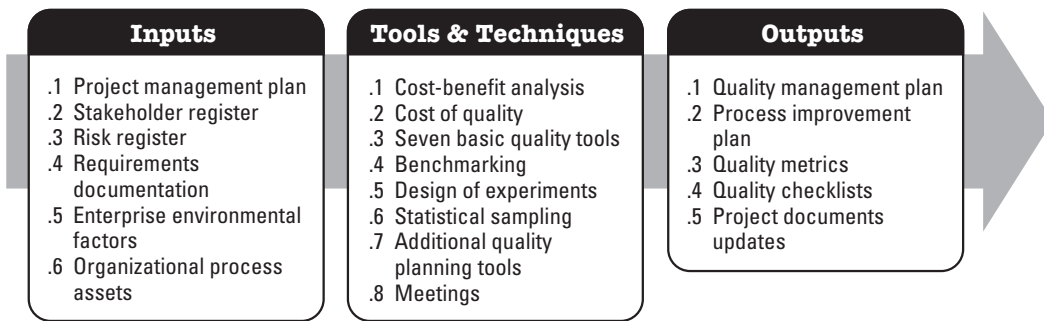 Inputs
.1 Project management plan
.2 Stakeholder register
.3 Risk register
.4 Requirements
documentation
.5 Enterprise environmental
factors
.6 Organizational process
assets
Tools & Techniques
.1 Cost-benefit analysis
.2 Cost of quality
.3 Seven basic quality tools
.4 Benchmarking
.5 Design of experiments
.6 Statistical sampling
.7 Additional quality
planning tools
.8 Meetings
Outputs
.1 Quality management plan
.2 Process improvement
plan
.3 Quality metrics
.4 Quality checklists
.5 Project documents
updates